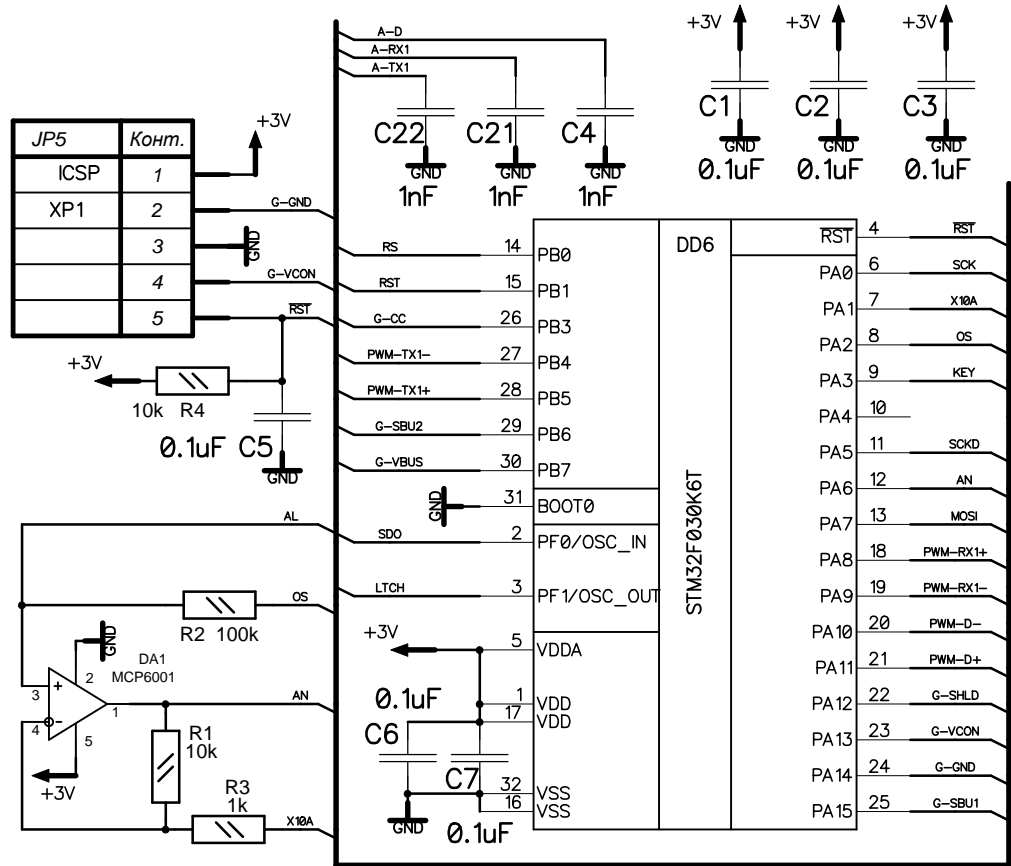 A-D
A-RX1
A-TX1
+3V
+3V
+3V
C22
C21
C4
C1
C2
C3
GND
GND
GND
GND
GND
GND
1nF
1nF
1nF
0.1uF
0.1uF
0.1uF
JP5 Конт.
ICSP 1
XP1 2
3
4
5
+3V
G-GND
GND
G-VCON
RST
+3V
10k R4
0.1uF C5
GND
RS 14 PB0
RST 15 PB1
G-CC 26 PB3
PWM-TX1- 27 PB4
PWM-TX1+ 28 PB5
G-SBU2 29 PB6
G-VBUS 30 PB7
GND 31 BOOT0
SDO 2 PF0/OSC_IN
LTCH 3 PF1/OSC_OUT
+3V
5 VDDA
1 VDD
17 VDD
0.1uF
C6
C7
32 VSS
16 VSS
GND
0.1uF
DD6
STM32F030K6T
RST 4 RST
PA0 6 SCK
PA1 7 X10A
PA2 8 OS
PA3 9 KEY
PA4 10
PA5 11 SCKD
PA6 12 AN
PA7 13 MOSI
PA8 18 PWM-RX1+
PA9 19 PWM-RX1-
PA10 20 PWM-D-
PA11 21 PWM-D+
PA12 22 G-SHLD
PA13 23 G-VCON
PA14 24 G-GND
PA15 25 G-SBU1
AL
OS
R2 100k
GND
DA1
MCP6001
3 + 2
4 - 1
5
AN
+3V
R1
10k
R3
1k
X10A